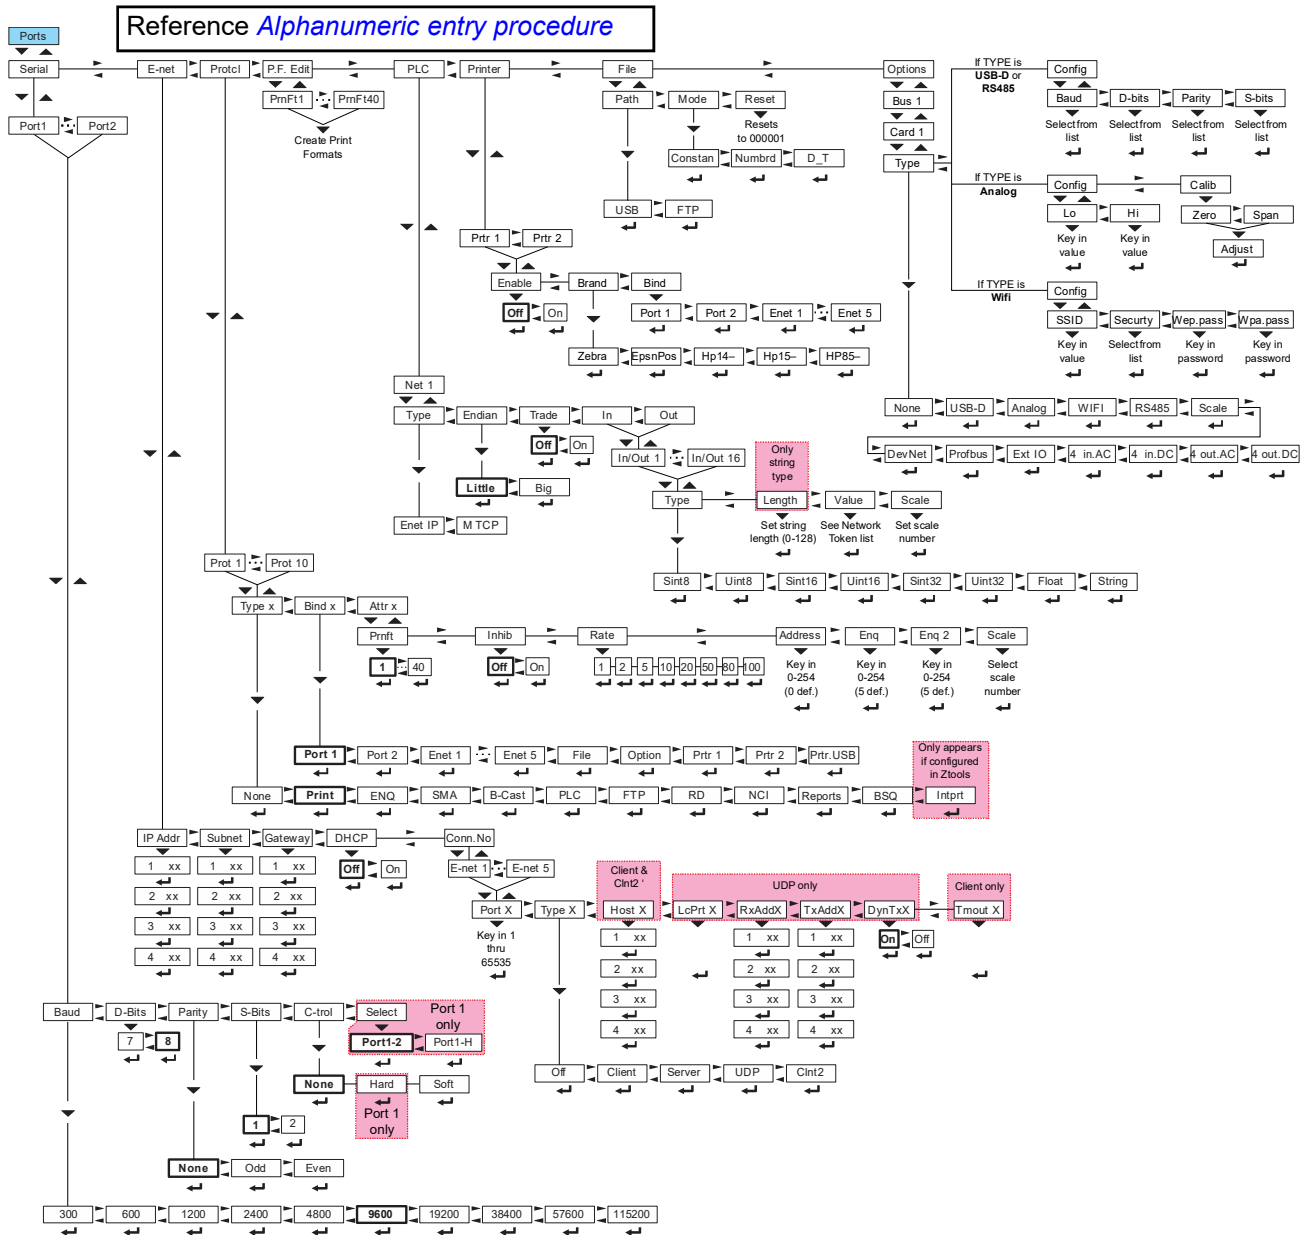 Reference Alphanumeric entry procedure
Ports
Serial E-net Protcl P.F. Edit PLC Printer File Options
If TYPE is
USB-D or
RS485
Config
Port1 Port2
PrnFt1 PrnFt40
Create Print
Formats
Path Mode Reset
Resets
to 000001
Constan Numbrd D_T
USB FTP
Bus 1
Card 1
Type
Baud D-bits Parity S-bits
Select from
list
Select from
list
Select from
list
Select from
list
If TYPE is
Analog
Config Calib
Lo Hi
Key in
value
Key in
value
Zero Span
Adjust
If TYPE is
Wifi
Config
SSID Securty Wep.pass Wpa.pass
Key in
value
Select from
list
Key in
password
Key in
password
Prtr 1 Prtr 2
Enable Brand Bind
Off On
Port 1 Port 2 Enet 1 Enet 5
Zebra EpsnPos Hp14– Hp15– HP85–
None USB-D Analog WIFI RS485 Scale
DevNet Profbus Ext IO 4 in.AC 4 in.DC 4 out.AC 4 out.DC
Net 1
Type Endian Trade In Out
Off On
In/Out 1 In/Out 16
Little Big
Enet IP M TCP
Only
string
type
Type Length Value Scale
Set string
length (0-128)
See Network
Token list
Set scale
number
Sint8 Uint8 Sint16 Uint16 Sint32 Uint32 Float String
Prot 1 Prot 10
Type x Bind x Attr x
Prnft Inhib Rate Address Enq Enq 2 Scale
1 40
Off On
1 2 5 10 20 50 80 100
Key in
0-254
(0 def.)
Key in
0-254
(5 def.)
Key in
0-254
(5 def.)
Select
scale
number
Port 1 Port 2 Enet 1 Enet 5 File Option Prtr 1 Prtr 2 Prtr.USB
Only appears
if configured
in Ztools
None Print ENQ SMA B-Cast PLC FTP RD NCI Reports BSQ Intprt
IP Addr Subnet Gateway DHCP Conn.No
1 xx 1 xx 1 xx
2 xx 2 xx 2 xx
3 xx 3 xx 3 xx
4 xx 4 xx 4 xx
Off On
E-net 1 E-net 5
Client &
Clnt2 '
UDP only
Client only
Port X Type X Host X LcPrt X RxAddX TxAddX DynTxX Tmout X
Key in 1
thru
65535
1 xx 1 xx 1 xx
2 xx 2 xx 2 xx
3 xx 3 xx 3 xx
4 xx 4 xx 4 xx
On Off
Off Client Server UDP Clnt2
Baud D-Bits Parity S-Bits C-trol Select
Port 1
only
7 8
Port1-2 Port1-H
None Hard Soft
Port 1
only
1 2
None Odd Even
300 600 1200 2400 4800 9600 19200 38400 57600 115200